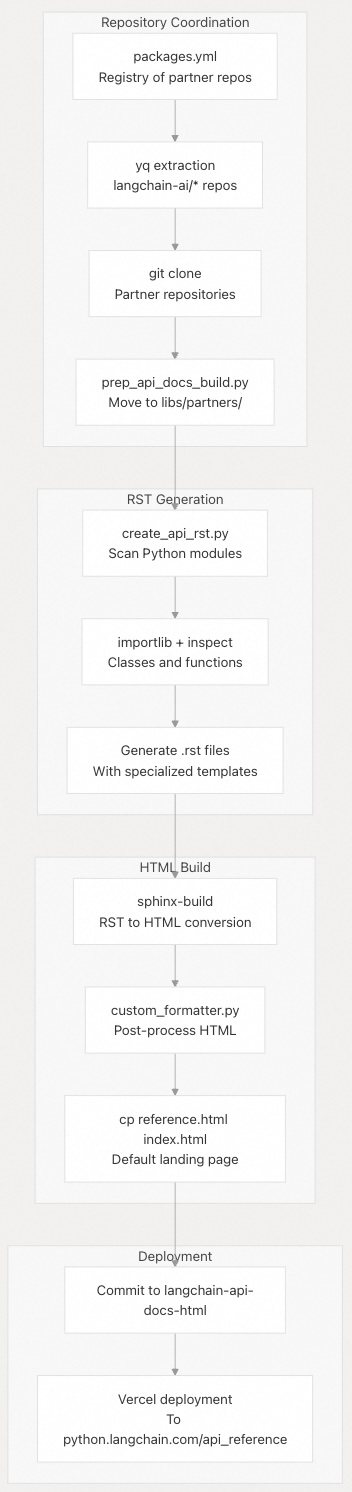 Repository Coordination
packages.yml
Registry of partner repos
yq extraction
langchain-ai/* repos
git clone
Partner repositories
prep_api_docs_build.py
Move to libs/partners/
RST Generation
create_api_rst.py
Scan Python modules
importlib + inspect
Classes and functions
Generate .rst files
With specialized templates
HTML Build
sphinx-build
RST to HTML conversion
custom_formatter.py
Post-process HTML
cp reference.html
index.html
Default landing page
Deployment
Commit to langchain-api-
docs-html
Vercel deployment
To
python.langchain.com/api_reference